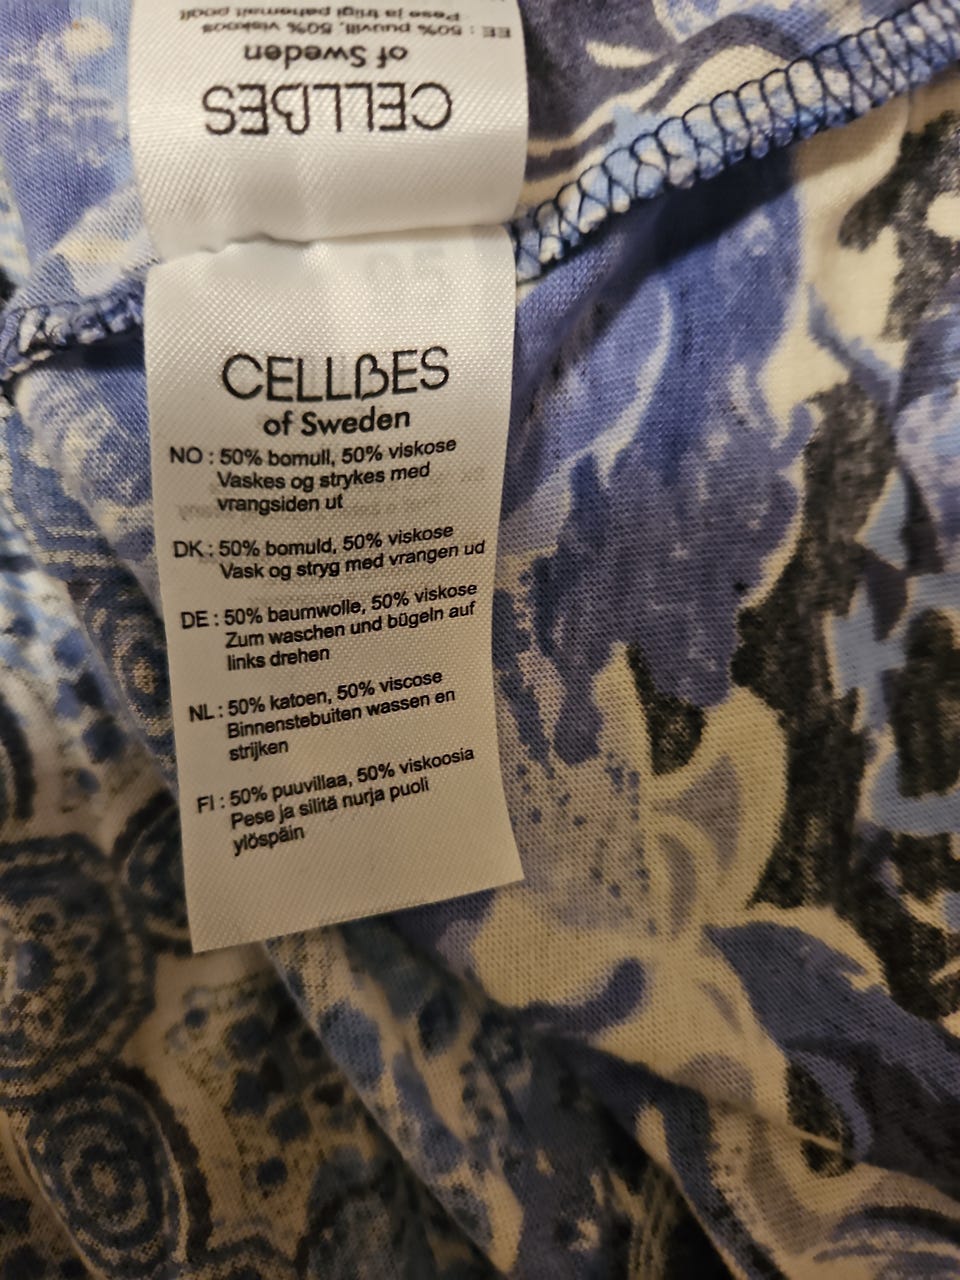 Pese ja triigi pahemalt poolt
EE : 50% puuvill, 50% viskoos
of Sweden
CELLBES
CELLBES
of Sweden
NO : 50% bomull, 50% viskose
Vaskes og strykes med
vrangsiden ut
DK : 50% bomuld, 50% viskose
Vask og stryg med vrangen ud
DE : 50% baumwolle, 50% viskose
Zum waschen und bügeln auf
links drehen
NL : 50% katoen, 50% viscose
Binnenstebuiten wassen en
strijken
FI : 50% puuvillaa, 50% viskoosia
Pese ja silitä nurja puoli
ylöspäin